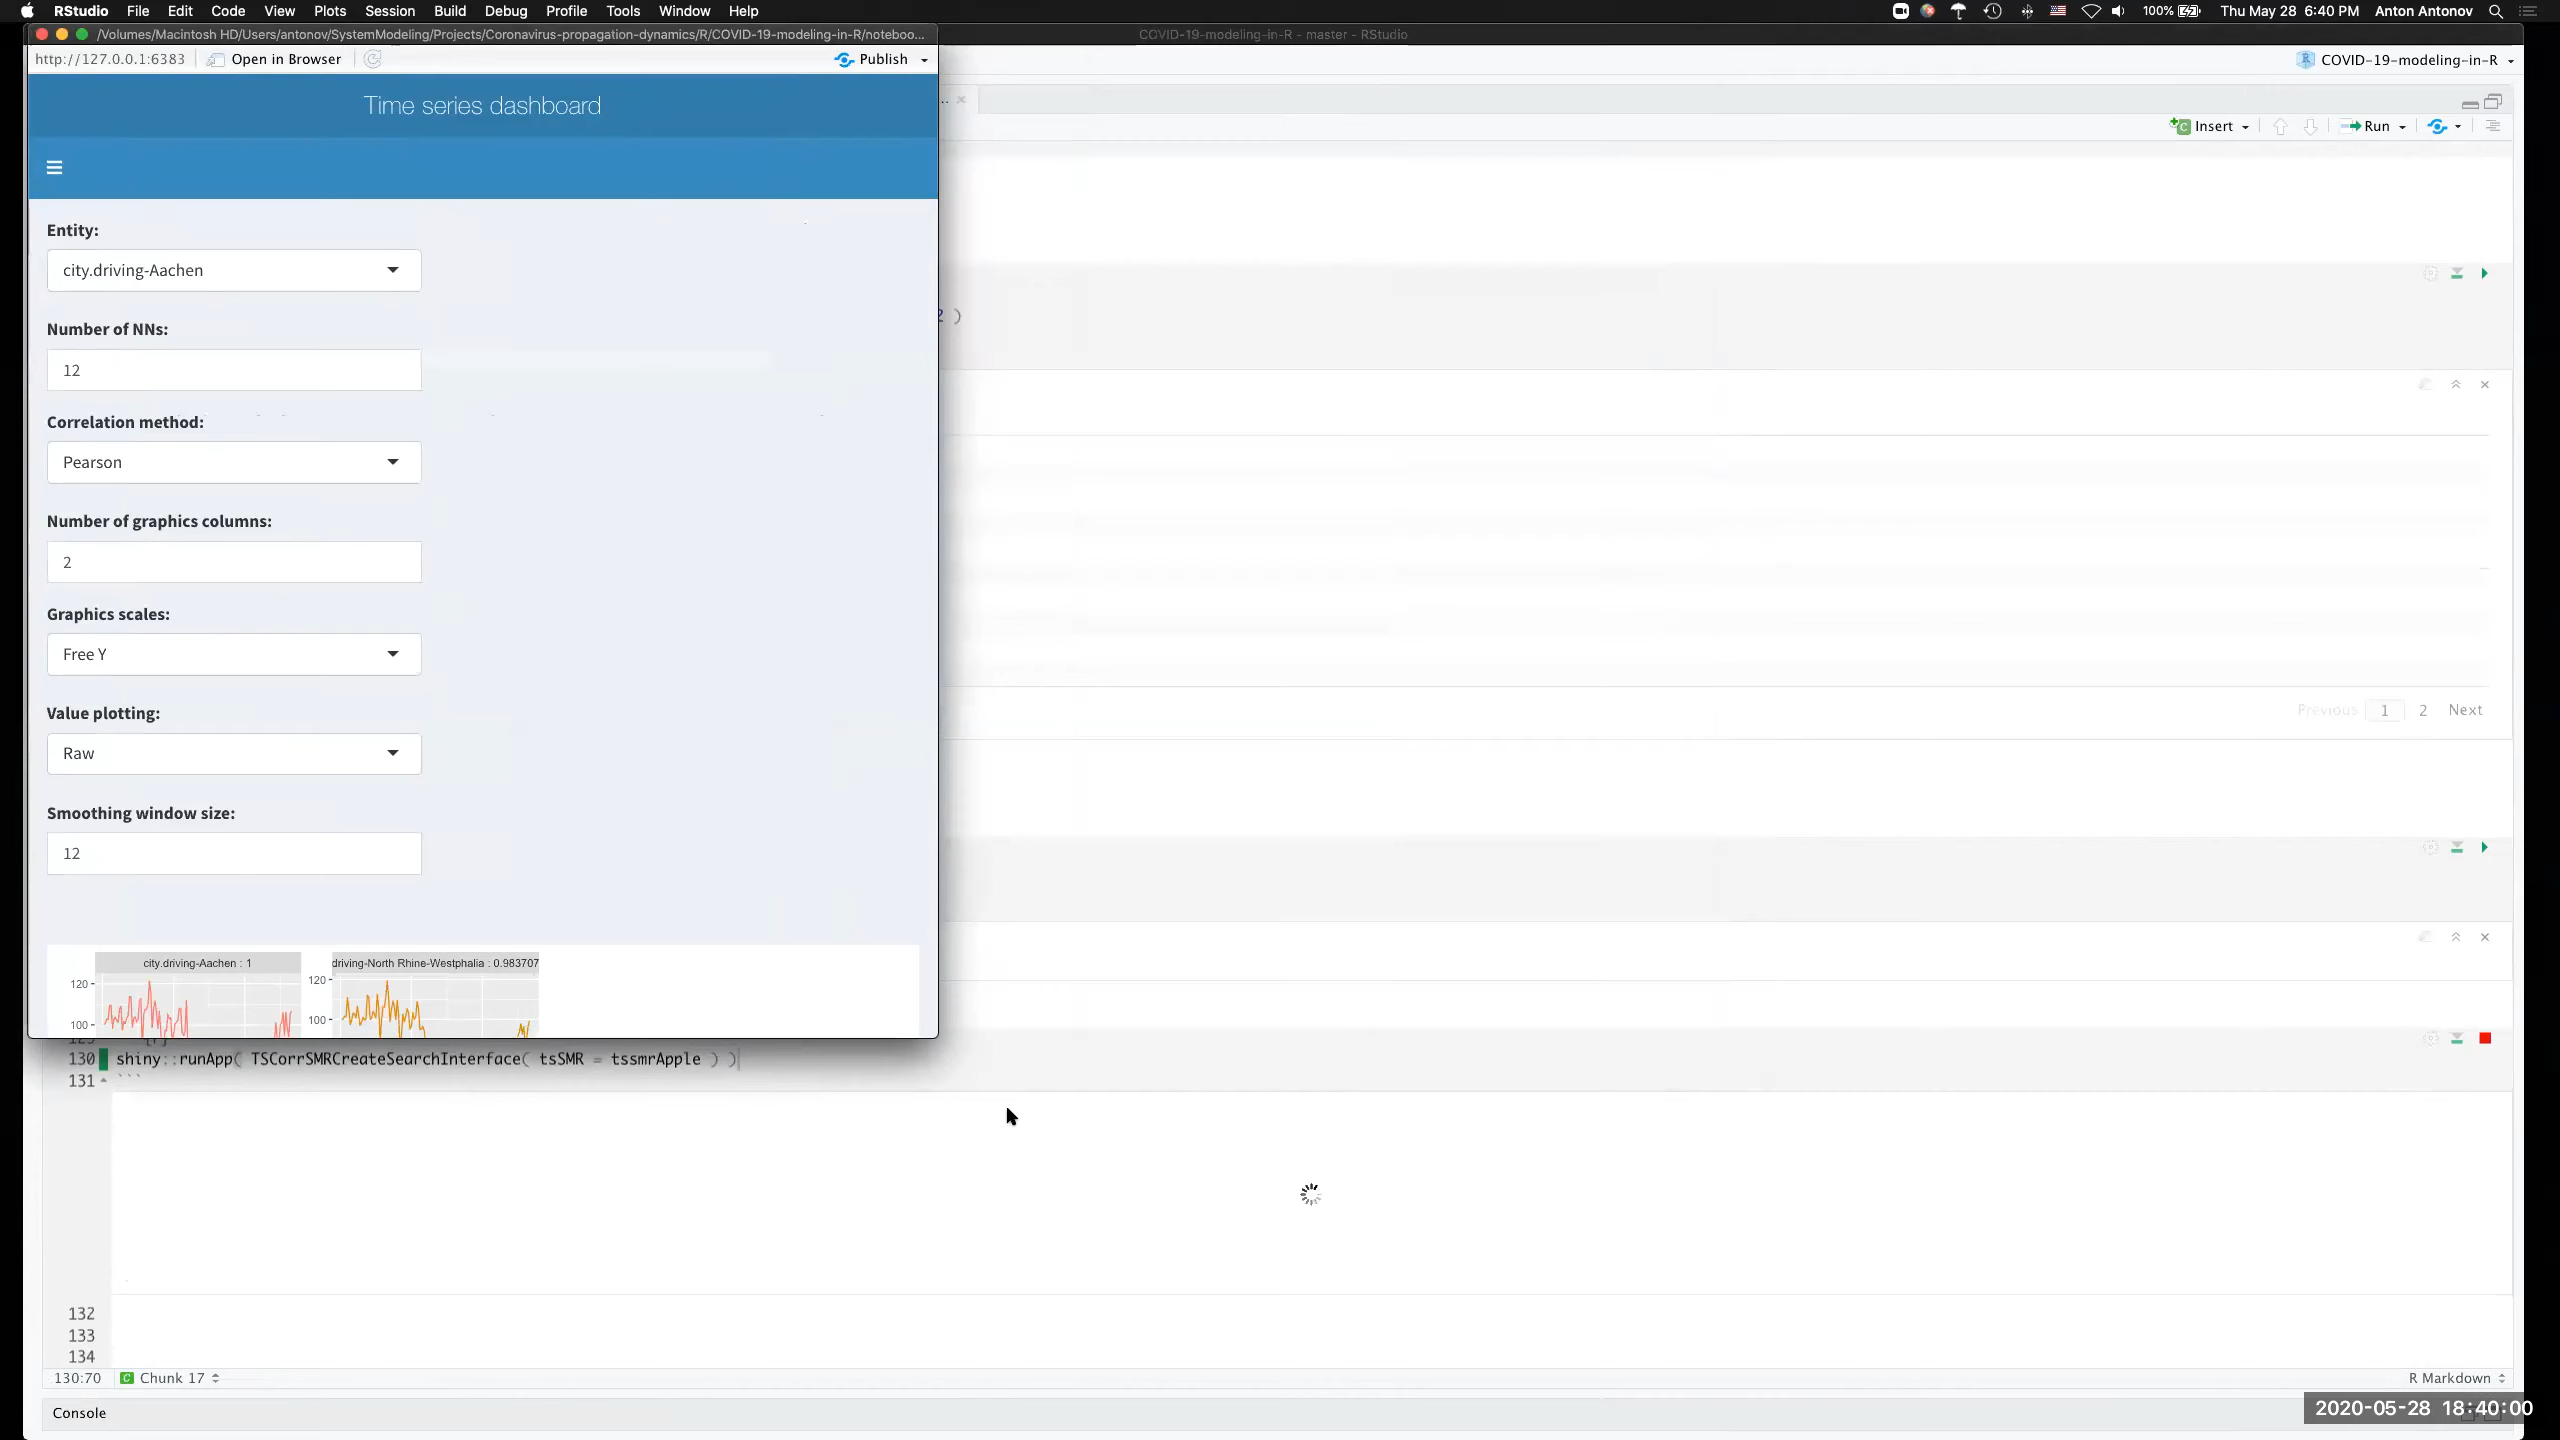 RStudio File Edit Code View Plots Session Build Debug Profile Tools Window Help 100% Thu May 28 6:40 PM Anton Antonov
/Volumes/Macintosh HD/Users/antonov/SystemModeling/Projects/Coronavirus-propagation-dynamics/R/COVID-19-modeling-in-R/noteboo...
COVID-19-modeling-in-R - master - RStudio
http://127.0.0.1:6383 Open in Browser Publish
COVID-19-modeling-in-R
Time series dashboard
Insert Run
Entity:
city.driving-Aachen
2 )
Number of NNs:
12
Correlation method:
Pearson
Number of graphics columns:
2
Graphics scales:
Free Y
Previous 1 2 Next
Value plotting:
Raw
Smoothing window size:
12
city.driving-Aachen : 1
driving-North Rhine-Westphalia : 0.983707
120
100
120
100
130 shiny::runApp( TSCorrSMRCreateSearchInterface( tsSMR = tssmrApple ) )
131 ```
132
133
134
130:70 Chunk 17 R Markdown
Console
2020-05-28 18:40:00